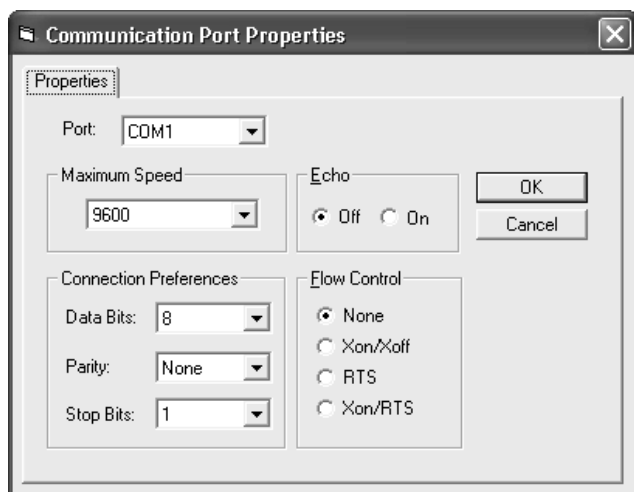 Communication Port Properties
Properties
Port: COM1
Maximum Speed
9600
Echo
Off On
OK
Cancel
Connection Preferences
Data Bits: 8
Parity: None
Stop Bits: 1
Flow Control
None
Xon/Xoff
RTS
Xon/RTS